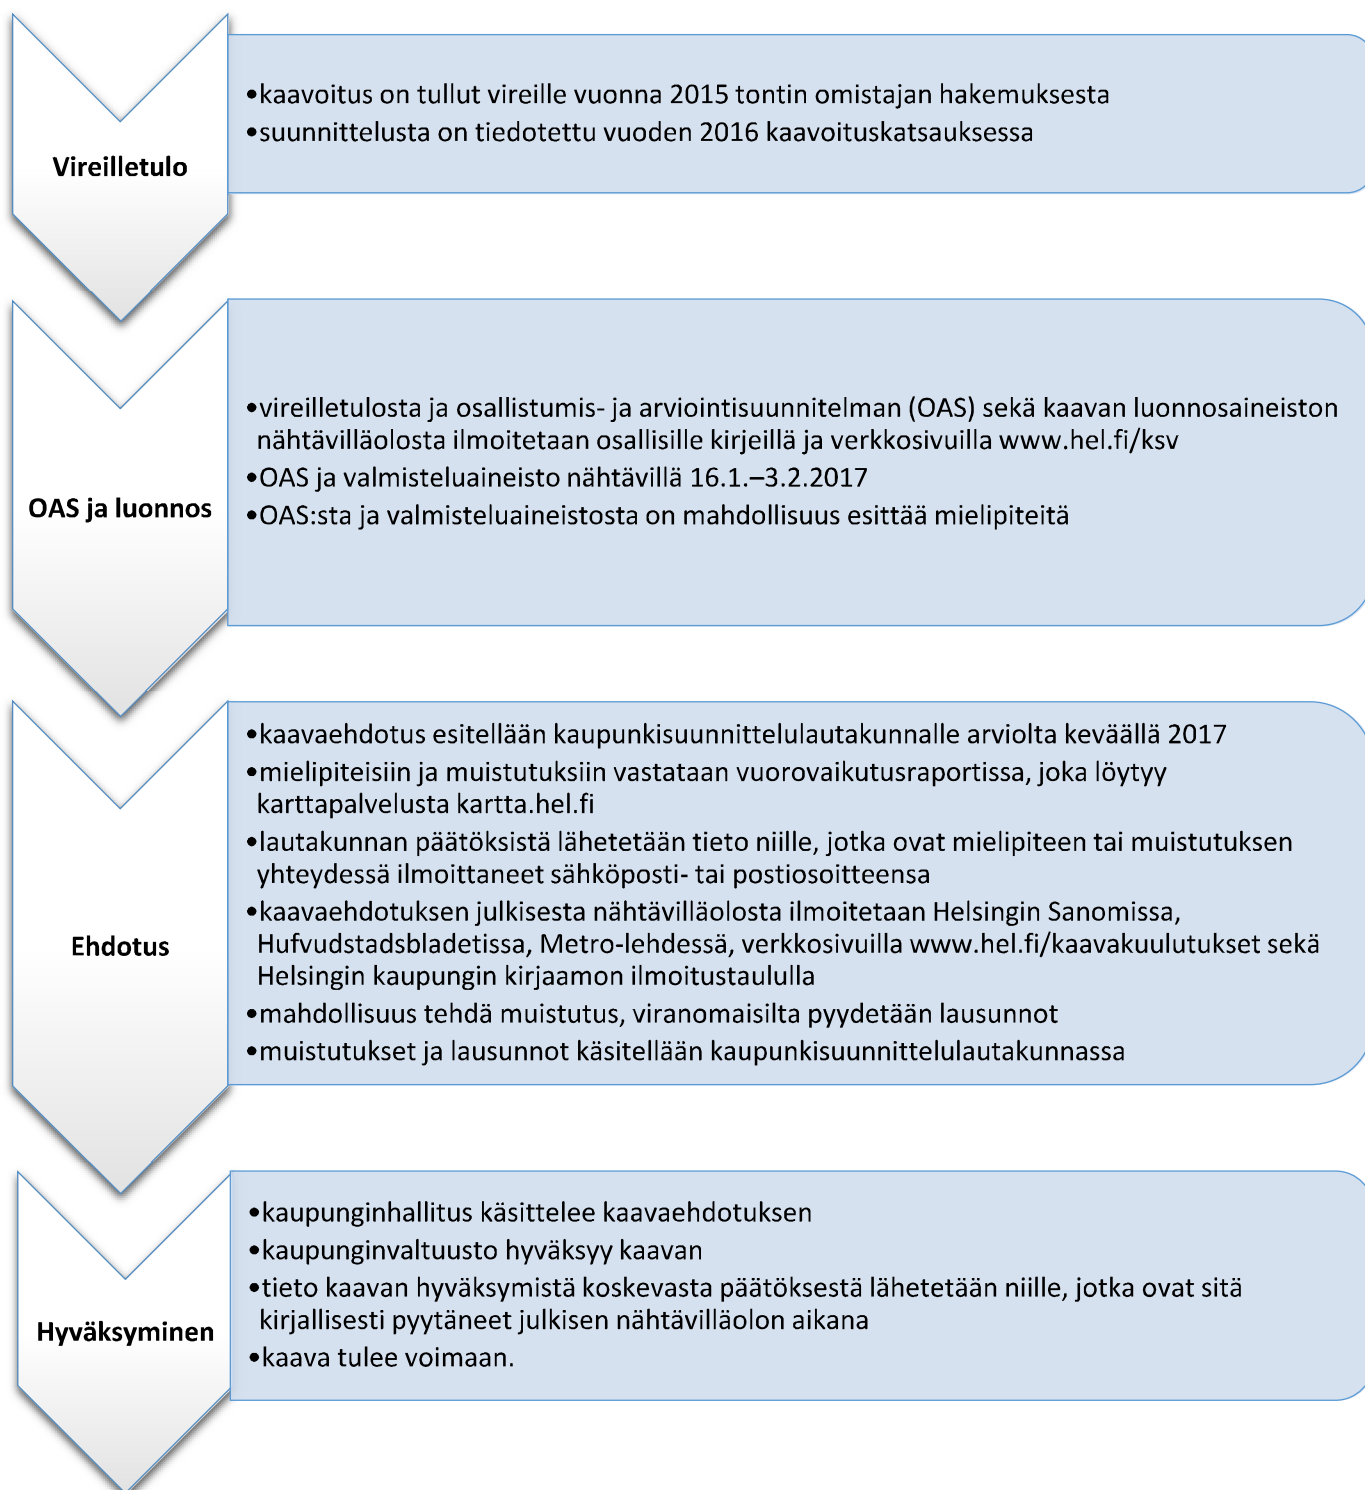 Vireilletulo
•kaavoitus on tullut vireille vuonna 2015 tontin omistajan hakemuksesta
•suunnittelusta on tiedotettu vuoden 2016 kaavoituskatsauksessa
OAS ja luonnos
•vireilletulosta ja osallistumis- ja arviointisuunnitelman (OAS) sekä kaavan luonnosaineiston
nähtävilläolosta ilmoitetaan osallisille kirjeillä ja verkkosivuilla www.hel.fi/ksv
•OAS ja valmisteluaineisto nähtävillä 16.1.–3.2.2017
•OAS:sta ja valmisteluaineistosta on mahdollisuus esittää mielipiteitä
Ehdotus
•kaavaehdotus esitellään kaupunkisuunnittelulautakunnalle arviolta keväällä 2017
•mielipiteisiin ja muistutuksiin vastataan vuorovaikutusraportissa, joka löytyy
karttapalvelusta kartta.hel.fi
•lautakunnan päätöksistä lähetetään tieto niille, jotka ovat mielipiteen tai muistutuksen
yhteydessä ilmoittaneet sähköposti- tai postiosoitteensa
•kaavaehdotuksen julkisesta nähtävilläolosta ilmoitetaan Helsingin Sanomissa,
Hufvudstadsbladetissa, Metro-lehdessä, verkkosivuilla www.hel.fi/kaavakuulutukset sekä
Helsingin kaupungin kirjaamon ilmoitustaululla
•mahdollisuus tehdä muistutus, viranomaisilta pyydetään lausunnot
•muistutukset ja lausunnot käsitellään kaupunkisuunnittelulautakunnassa
Hyväksyminen
•kaupunginhallitus käsittelee kaavaehdotuksen
•kaupunginvaltuusto hyväksyy kaavan
•tieto kaavan hyväksymistä koskevasta päätöksestä lähetetään niille, jotka ovat sitä
kirjallisesti pyytäneet julkisen nähtävilläolon aikana
•kaava tulee voimaan.